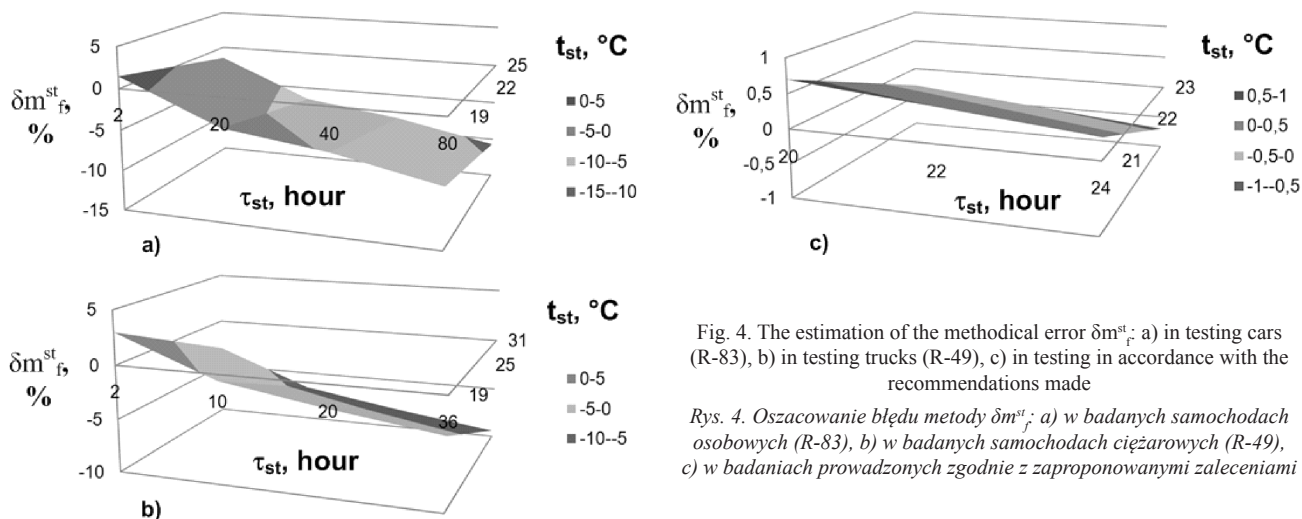 5
0
-5
-10
-15
δm^st_f,
%
2
20
40
80
τ_st, hour
t_st, °C
25
22
19
0-5
-5-0
-10--5
-15--10
a)
5
0
-5
-10
δm^st_f,
%
2
10
20
36
τ_st, hour
t_st, °C
31
25
19
0-5
-5-0
-10--5
b)
1
0,5
0
-0,5
-1
δm^st_f,
%
20
22
24
τ_st, hour
t_st, °C
23
22
21
0,5-1
0-0,5
-0,5-0
-1--0,5
c)
Fig. 4. The estimation of the methodical error δm^st_f: a) in testing cars
(R-83), b) in testing trucks (R-49), c) in testing in accordance with the
recommendations made
Rys. 4. Oszacowanie błędu metody δm^st_f: a) w badanych samochodach
osobowych (R-83), b) w badanych samochodach ciężarowych (R-49),
c) w badaniach prowadzonych zgodnie z zaproponowanymi zaleceniami